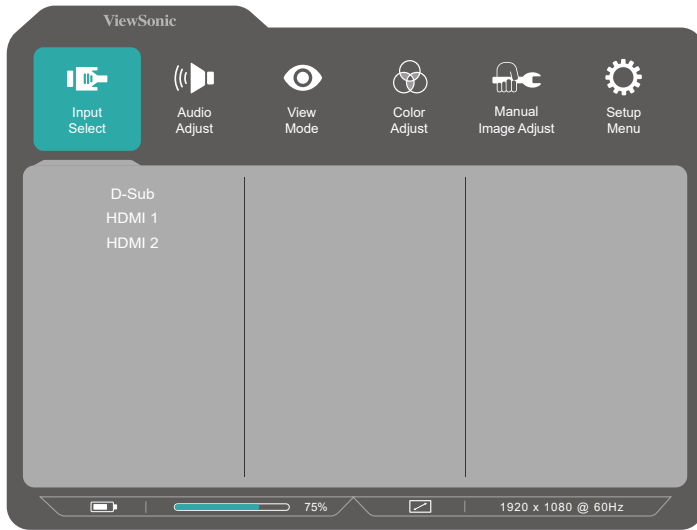 ViewSonic
Input
Select
Audio
Adjust
View
Mode
Color
Adjust
Manual
Image Adjust
Setup
Menu
D-Sub
HDMI 1
HDMI 2
75%
1920 x 1080 @ 60Hz